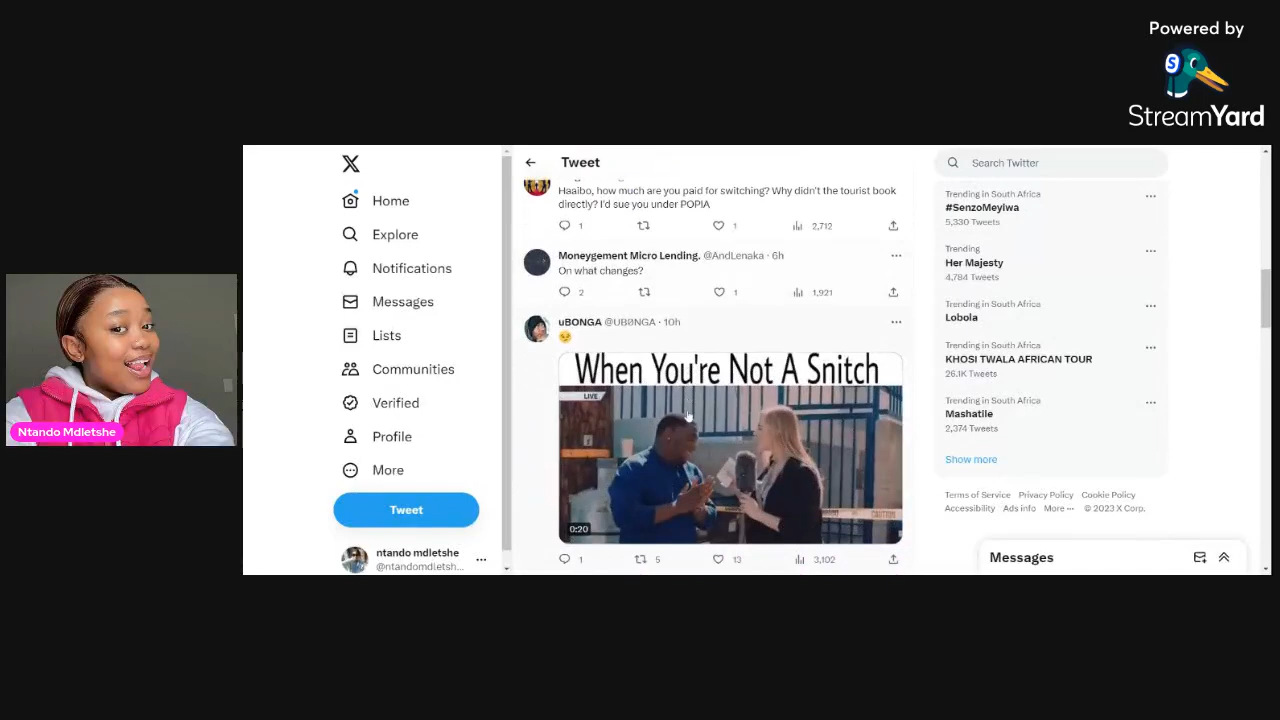 Powered by
StreamYard
Ntando Mdletshe
Home
Explore
Notifications
Messages
Lists
Communities
Verified
Profile
More
Tweet
ntando mdletshe
@ntandomdletsh...
Tweet
Haaibo, how much are you paid for switching? Why didn't the tourist book
directly? I'd sue you under POPIA
1
1
2,712
Moneygement Micro Lending. @AndLenaka · 6h
On what changes?
2
1
1,921
uBONGA @UB0NGA · 10h
When You're Not A Snitch
LIVE
CAUTION
0:20
1
5
13
3,102
Search Twitter
Trending in South Africa
#SenzoMeyiwa
5,330 Tweets
Trending
Her Majesty
4,784 Tweets
Trending in South Africa
Lobola
Trending in South Africa
KHOSI TWALA AFRICAN TOUR
26.1K Tweets
Trending in South Africa
Mashatile
2,374 Tweets
Show more
Terms of Service Privacy Policy Cookie Policy
Accessibility Ads info More ··· © 2023 X Corp.
Messages